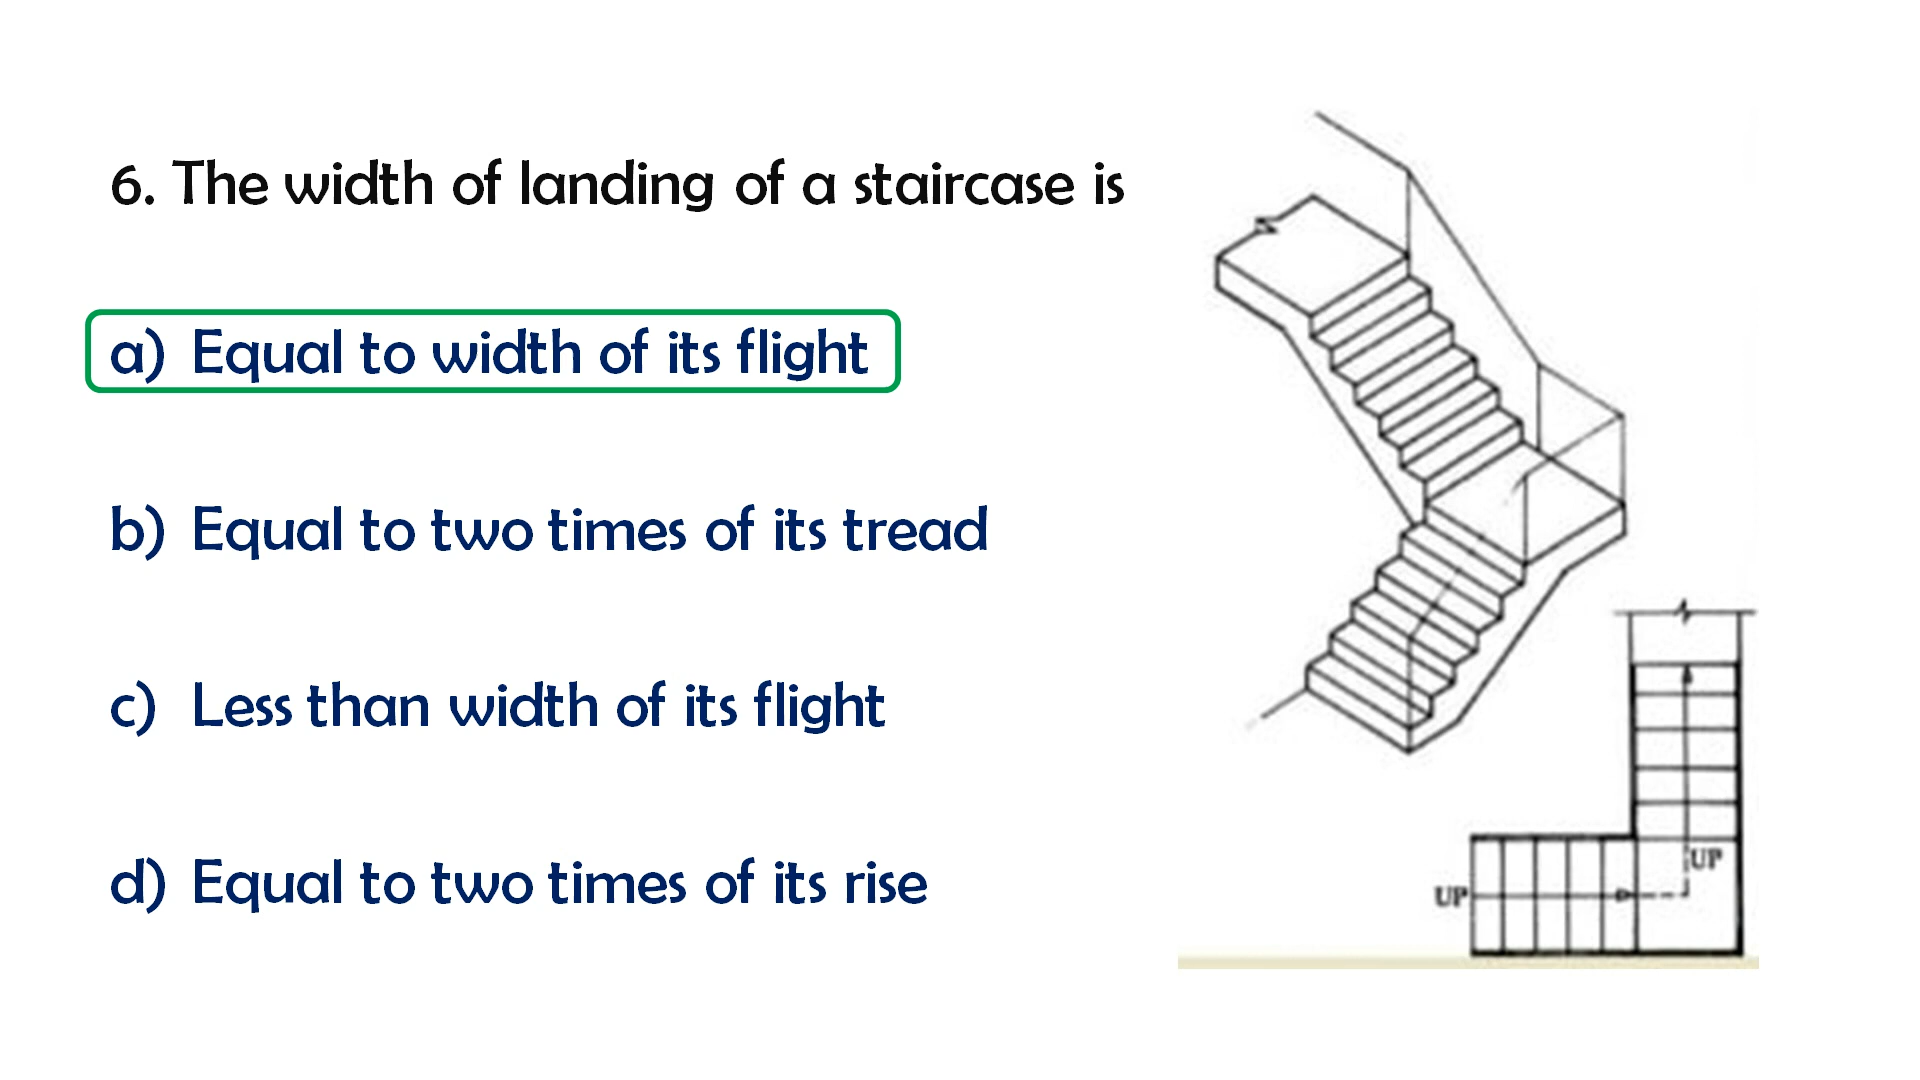 6. The width of landing of a staircase is
a) Equal to width of its flight
b) Equal to two times of its tread
c) Less than width of its flight
d) Equal to two times of its rise
UP
UP